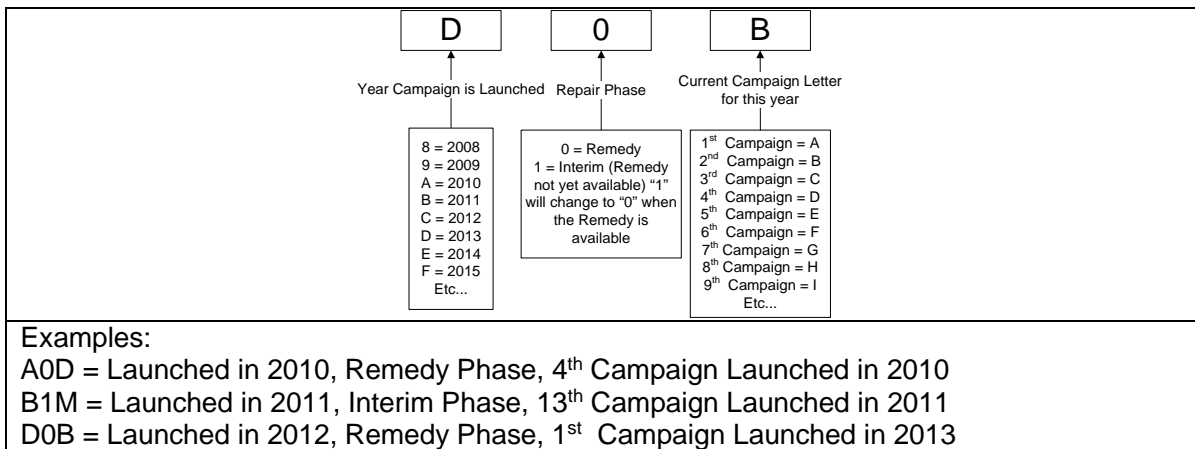 D 0 B
Year Campaign is Launched
Repair Phase
Current Campaign Letter
for this year
8 = 2008
9 = 2009
A = 2010
B = 2011
C = 2012
D = 2013
E = 2014
F = 2015
Etc...
0 = Remedy
1 = Interim (Remedy
not yet available) “1”
will change to “0” when
the Remedy is
available
1st Campaign = A
2nd Campaign = B
3rd Campaign = C
4th Campaign = D
5th Campaign = E
6th Campaign = F
7th Campaign = G
8th Campaign = H
9th Campaign = I
Etc...
Examples:
A0D = Launched in 2010, Remedy Phase, 4th Campaign Launched in 2010
B1M = Launched in 2011, Interim Phase, 13th Campaign Launched in 2011
D0B = Launched in 2012, Remedy Phase, 1st Campaign Launched in 2013